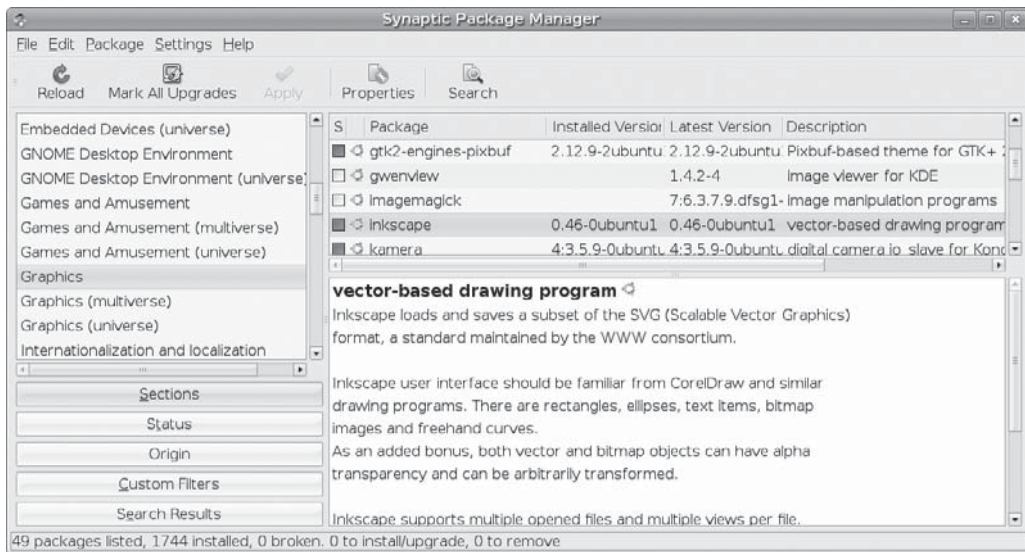 Synaptic Package Manager
File Edit Package Settings Help
Reload Mark All Upgrades Apply Properties Search
Embedded Devices (universe)
GNOME Desktop Environment
GNOME Desktop Environment (universe)
Games and Amusement
Games and Amusement (multiverse)
Games and Amusement (universe)
Graphics
Graphics (multiverse)
Graphics (universe)
Internationalization and localization
Sections
Status
Origin
Custom Filters
Search Results
S Package Installed Version Latest Version Description
gtk2-engines-pixbuf 2.12.9-2ubuntu 2.12.9-2ubuntu Pixbuf-based theme for GTK+
gwenview 1.4.2-4 Image viewer for KDE
imagemagick 7:6.3.7.9.dfsg1- Image manipulation programs
inkscape 0.46-0ubuntu1 0.46-0ubuntu1 vector-based drawing program
kamera 4:3.5.9-0ubuntu 4:3.5.9-0ubuntu digital camera io_slave for Konq
vector-based drawing program
Inkscape loads and saves a subset of the SVG (Scalable Vector Graphics)
format, a standard maintained by the WWW consortium.
Inkscape user interface should be familiar from CorelDraw and similar
drawing programs. There are rectangles, ellipses, text items, bitmap
images and freehand curves.
As an added bonus, both vector and bitmap objects can have alpha
transparency and can be arbitrarily transformed.
Inkscape supports multiple opened files and multiple views per file.
49 packages listed, 1744 installed, 0 broken. 0 to install/upgrade, 0 to remove